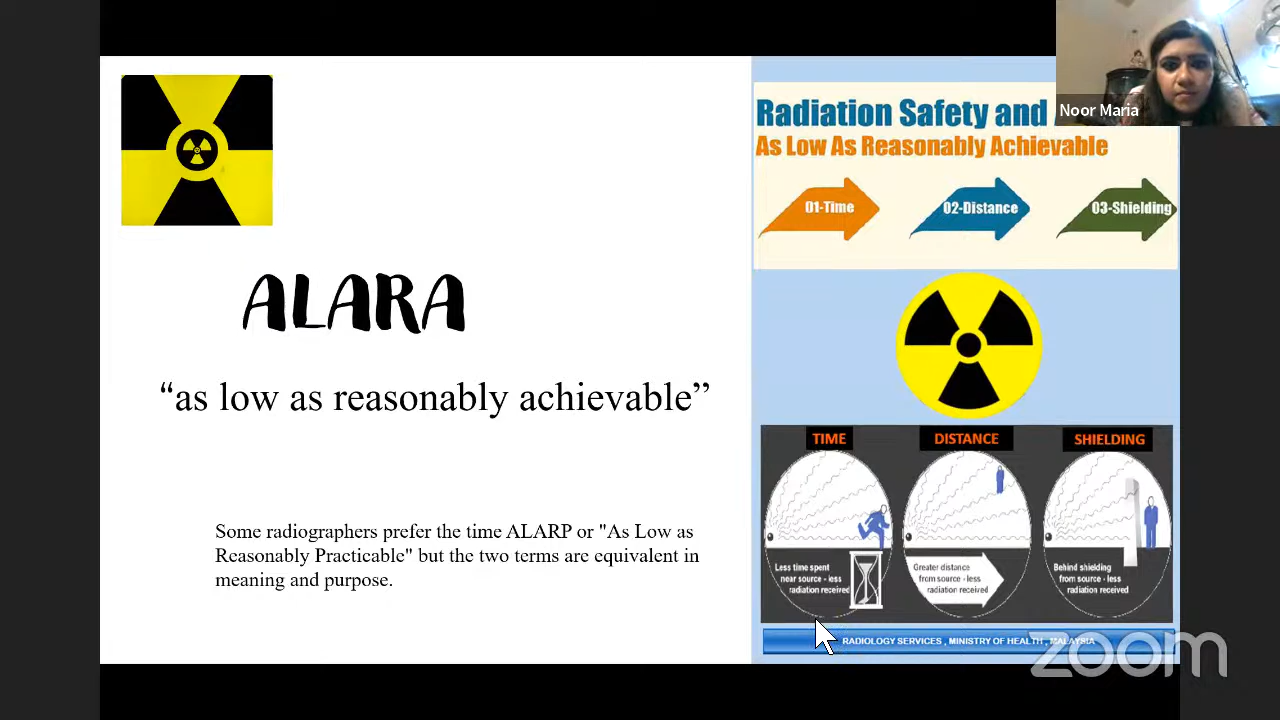 ALARA
“as low as reasonably achievable”
Some radiographers prefer the time ALARP or "As Low as
Reasonably Practicable" but the two terms are equivalent in
meaning and purpose.
Radiation Safety and
As Low As Reasonably Achievable
01-Time
02-Distance
03-Shielding
TIME
DISTANCE
SHIELDING
Less time spent
near source - less
radiation received
Greater distance
from source - less
radiation received
Behind shielding
from source - less
radiation received
RADIOLOGY SERVICES , MINISTRY OF HEALTH , MALAYSIA
Noor Maria
zoom